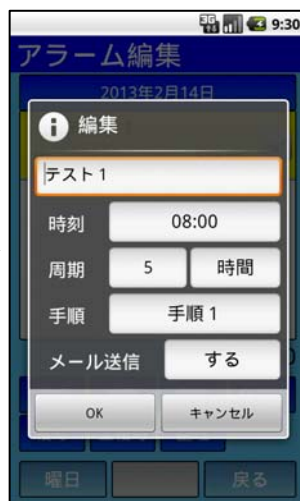 3G 9:30
アラーム編集
2013年2月14日
編集
テスト1
時刻 08:00
周期 5 時間
手順 手順1
メール送信 する
OK キャンセル
曜日 戻る